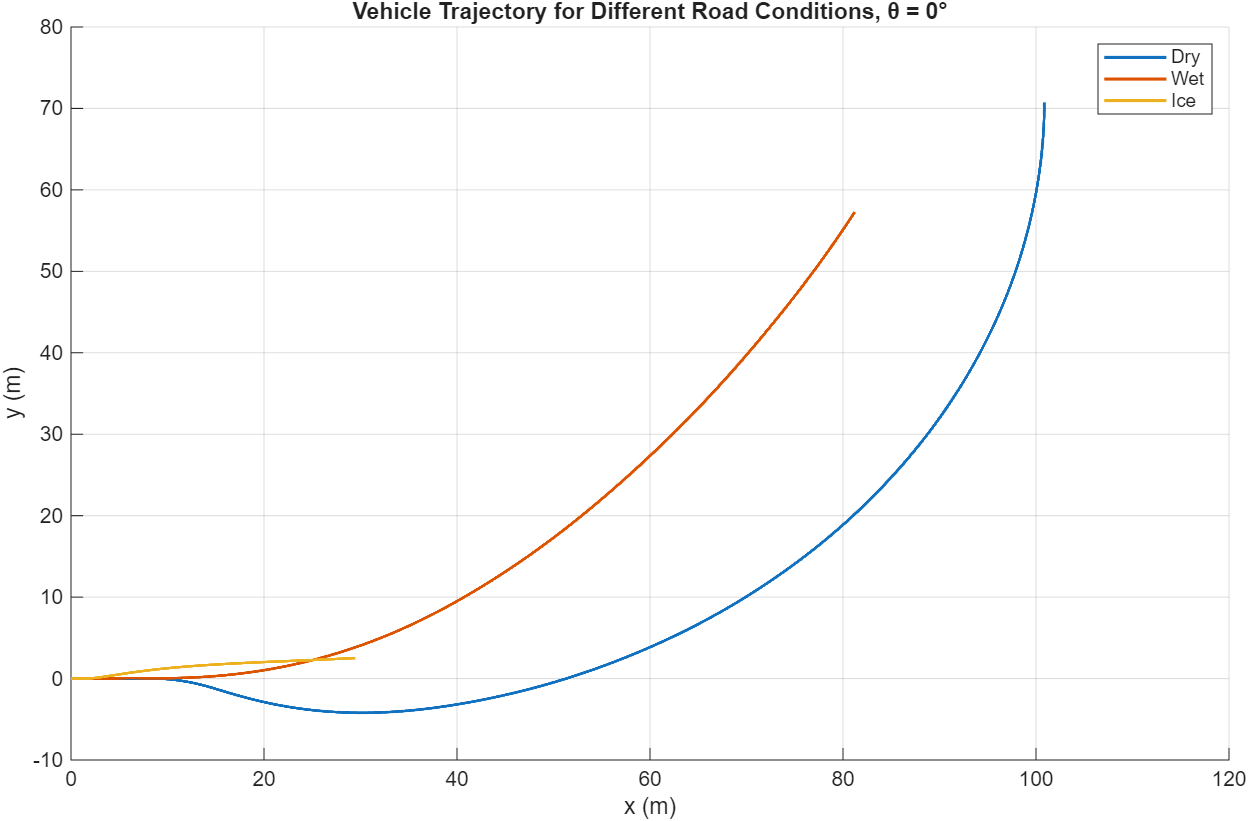 Vehicle Trajectory for Different Road Conditions, θ = 0°
Dry
Wet
Ice
y (m)
80
70
60
50
40
30
20
10
0
-10
0 20 40 60 80 100 120
x (m)